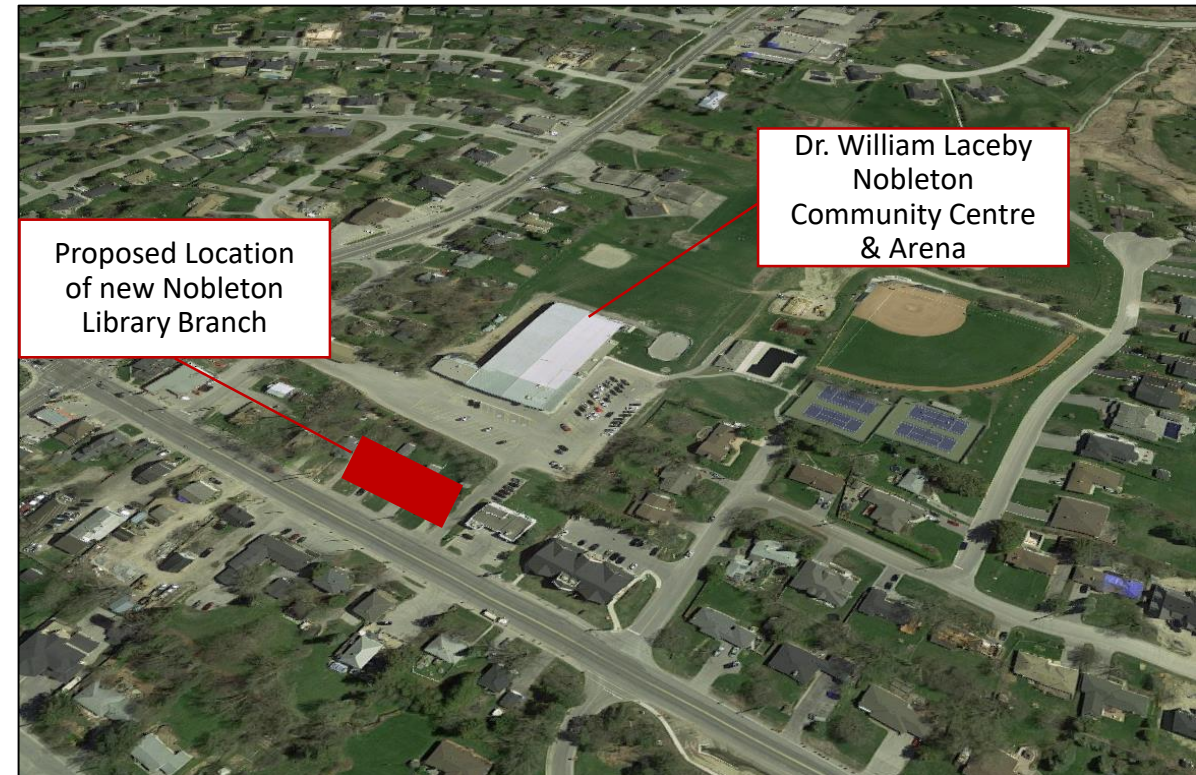 Dr. William Laceby
Nobleton
Community Centre
& Arena
Proposed Location
of new Nobleton
Library Branch